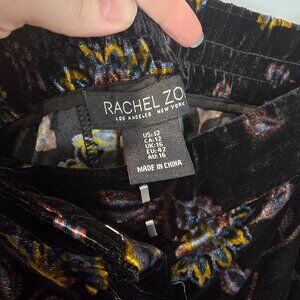 RACHEL ZO
LOS ANGELES NEW YORK
US: 12
CA: 12
UK: 16
EU: 42
AU: 16
MADE IN CHINA